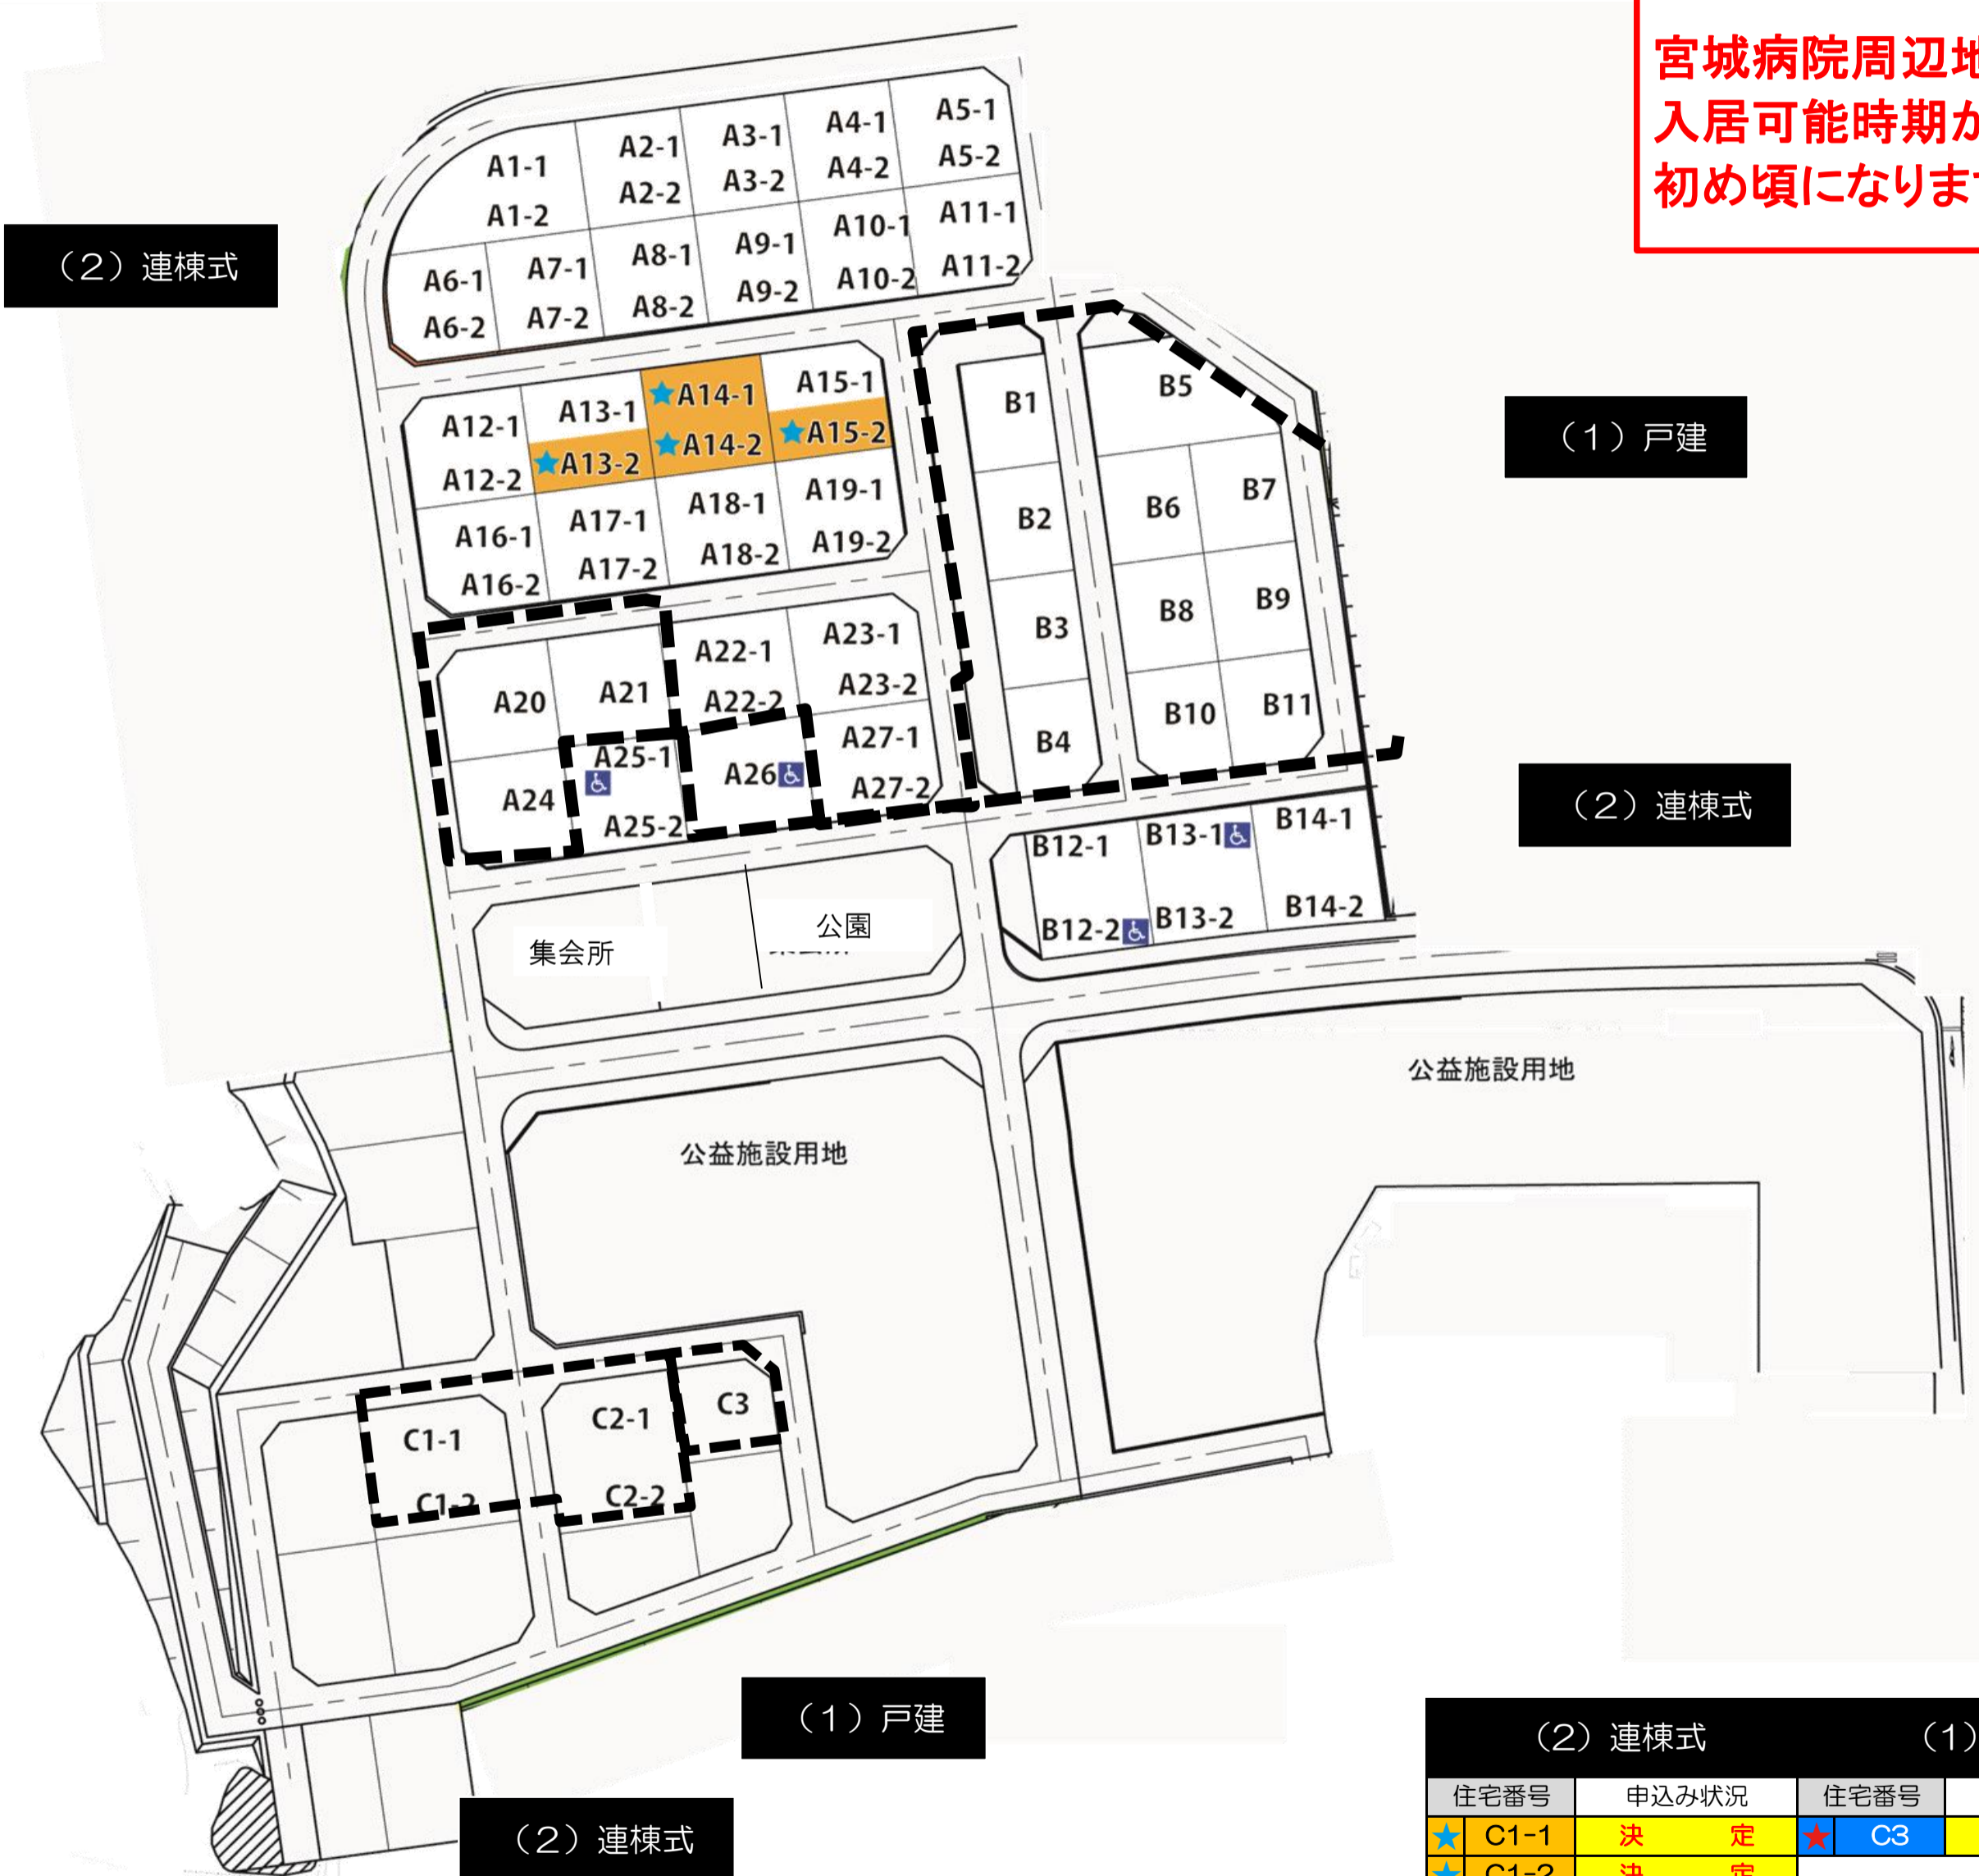 宮城病院周辺地
入居可能時期が
初め頃になります
A1-1
A1-2
A2-1
A2-2
A3-1
A3-2
A4-1
A4-2
A5-1
A5-2
A6-1
A6-2
A7-1
A7-2
A8-1
A8-2
A9-1
A9-2
A10-1
A10-2
A11-1
A11-2
（2）連棟式
A12-1
A12-2
A13-1
★A13-2
★A14-1
★A14-2
A15-1
★A15-2
A16-1
A16-2
A17-1
A17-2
A18-1
A18-2
A19-1
A19-2
B1
B2
B3
B4
B5
B6
B7
B8
B9
B10
B11
（1）戸建
A20
A21
A22-1
A22-2
A23-1
A23-2
A24
A25-1
A25-2
A26
A27-1
A27-2
（2）連棟式
B12-1
B12-2
B13-1
B13-2
B14-1
B14-2
集会所
公園
公益施設用地
公益施設用地
C1-1
C1-2
C2-1
C2-2
C3
（1）戸建
（2）連棟式
（2）連棟式 （1）
住宅番号 申込み状況 住宅番号
★ C1-1 決 定 ★ C3
★ C1-2 決 定